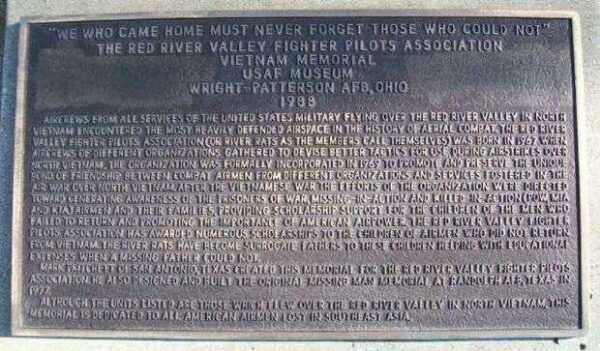 "WE WHO CAME HOME MUST NEVER FORGET THOSE WHO COULD NOT"
THE RED RIVER VALLEY FIGHTER PILOTS ASSOCIATION
VIETNAM MEMORIAL
USAF MUSEUM
WRIGHT-PATTERSON AFB, OHIO
1988
AIRCREWS FROM ALL SERVICES OF THE UNITED STATES MILITARY FLYING OVER THE RED RIVER VALLEY IN NORTH
VIETNAM ENCOUNTERED THE MOST HEAVILY DEFENDED AIRSPACE IN THE HISTORY OF AERIAL COMBAT. THE RED RIVER
VALLEY FIGHTER PILOTS ASSOCIATION (OR RIVER RATS AS THE MEMBERS CALL THEMSELVES) WAS BORN IN 1967 WHEN
AIRCREWS OF DIFFERENT ORGANIZATIONS GATHERED TO DEVISE BETTER TACTICS FOR USE DURING AIRSTRIKES OVER
NORTH VIETNAM. THE ORGANIZATION WAS FORMALLY INCORPORATED IN 1969 TO PROMOTE AND PRESERVE THE UNIQUE
BOND OF FRIENDSHIP BETWEEN COMBAT AIRMEN FROM DIFFERENT ORGANIZATIONS AND SERVICES FOSTERED IN THE
AIR WAR OVER NORTH VIETNAM. AFTER THE VIETNAMESE WAR THE EFFORTS OF THE ORGANIZATION WERE DIRECTED
TOWARD GENERATING AWARENESS OF THE PRISONERS OF WAR, MISSING-IN-ACTION AND KILLED-IN-ACTION (POW, MIA
AND KIA) AIRMEN AND THEIR FAMILIES, PROVIDING SCHOLARSHIP SUPPORT FOR THE CHILDREN OF THE MEN WHO
FAILED TO RETURN AND PROMOTING THE IMPORTANCE OF AMERICAN AIRPOWER. THE RED RIVER VALLEY FIGHTER
PILOTS ASSOCIATION HAS AWARDED NUMEROUS SCHOLARSHIPS TO THE CHILDREN OF AIRMEN WHO DID NOT RETURN
FROM VIETNAM. THE RIVER RATS HAVE BECOME SURROGATE FATHERS TO THESE CHILDREN HELPING WITH EDUCATIONAL
EXPENSES WHEN A MISSING FATHER COULD NOT.
MARK PRITCHETT OF SAN ANTONIO, TEXAS CREATED THIS MEMORIAL FOR THE RED RIVER VALLEY FIGHTER PILOTS
ASSOCIATION. HE ALSO DESIGNED AND BUILT THE ORIGINAL MISSING MAN MEMORIAL AT RANDOLPH AFB, TEXAS IN
1977.
ALTHOUGH THE UNITS LISTED ARE THOSE WHICH FLEW OVER THE RED RIVER VALLEY IN NORTH VIETNAM, THIS
MEMORIAL IS DEDICATED TO ALL AMERICAN AIRMEN LOST IN SOUTHEAST ASIA.